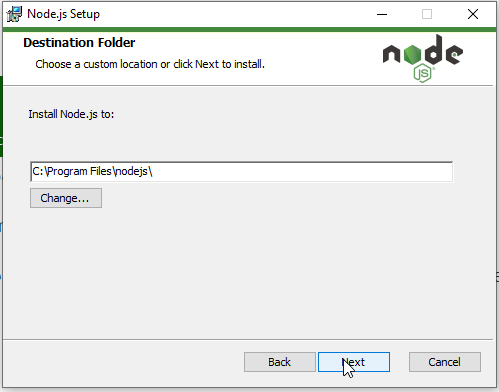 Node.js Setup
Destination Folder
Choose a custom location or click Next to install.
node
JS
Install Node.js to:
C:\Program Files\nodejs\
Change...
Back
Next
Cancel